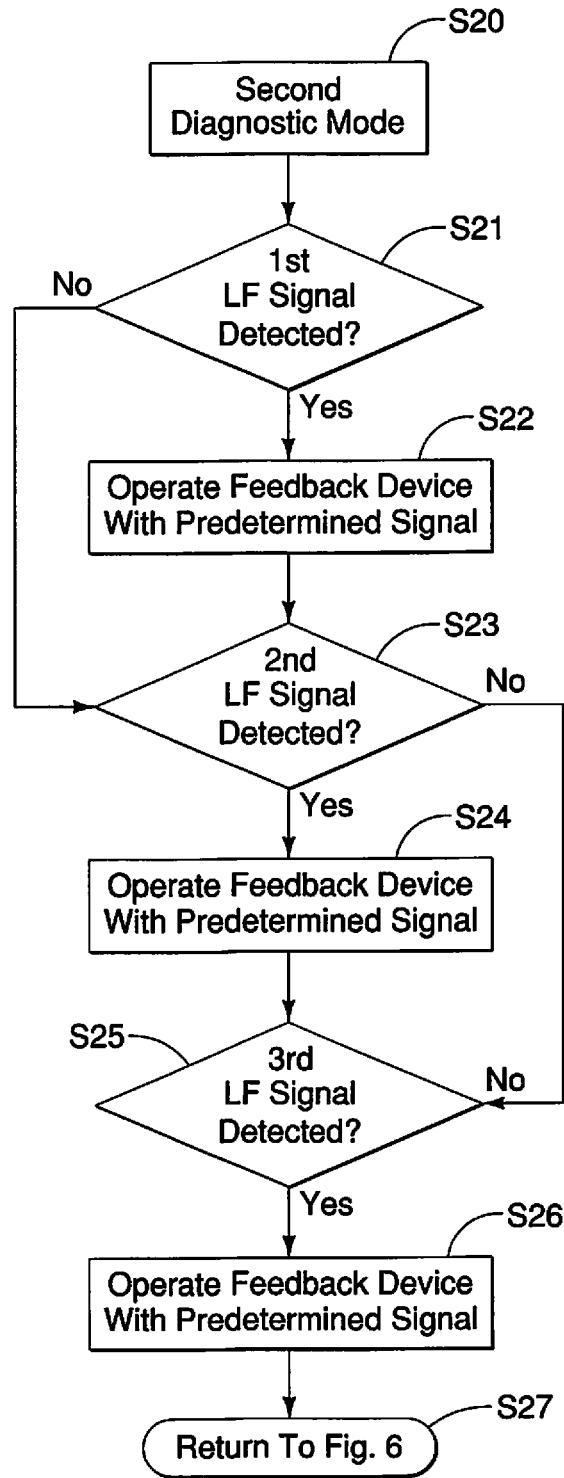 S20
Second
Diagnostic Mode
S21
1st
LF Signal
Detected?
No
Yes
S22
Operate Feedback Device
With Predetermined Signal
S23
2nd
LF Signal
Detected?
No
Yes
S24
Operate Feedback Device
With Predetermined Signal
S25
3rd
LF Signal
Detected?
No
Yes
S26
Operate Feedback Device
With Predetermined Signal
S27
Return To Fig. 6